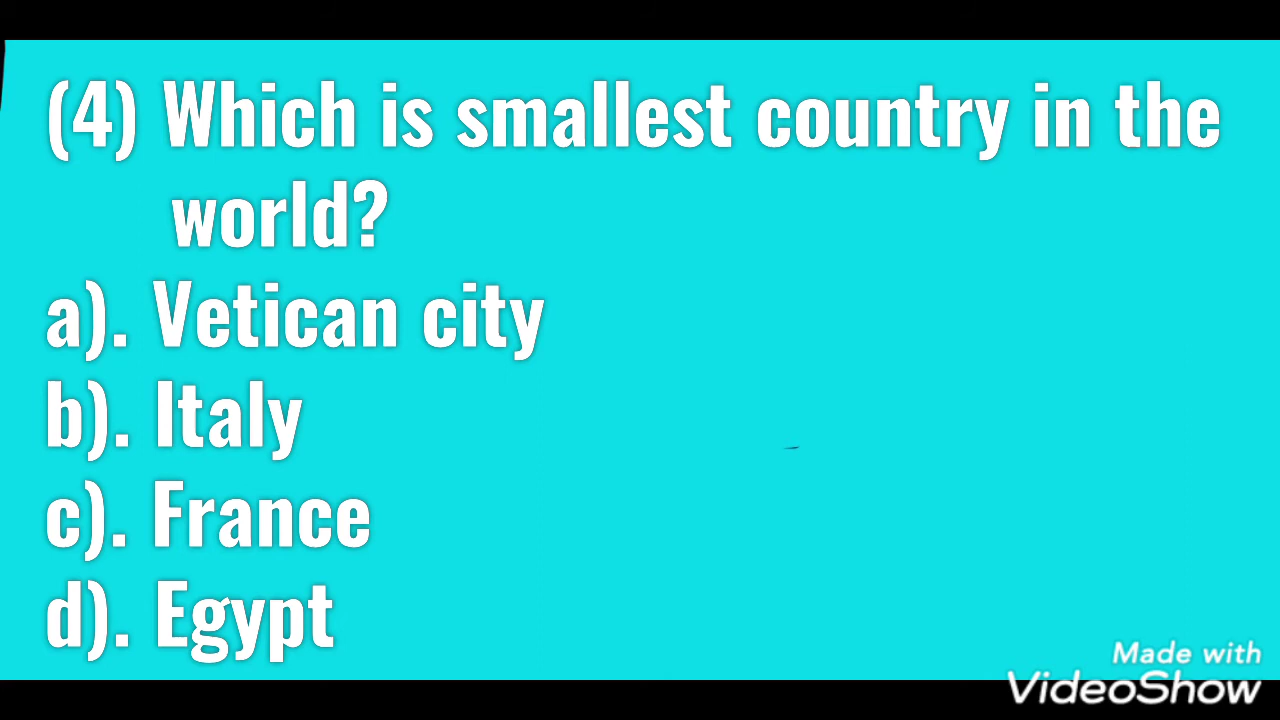 (4) Which is smallest country in the
world?
a). Vetican city
b). Italy
c). France
d). Egypt
Made with
VideoShow